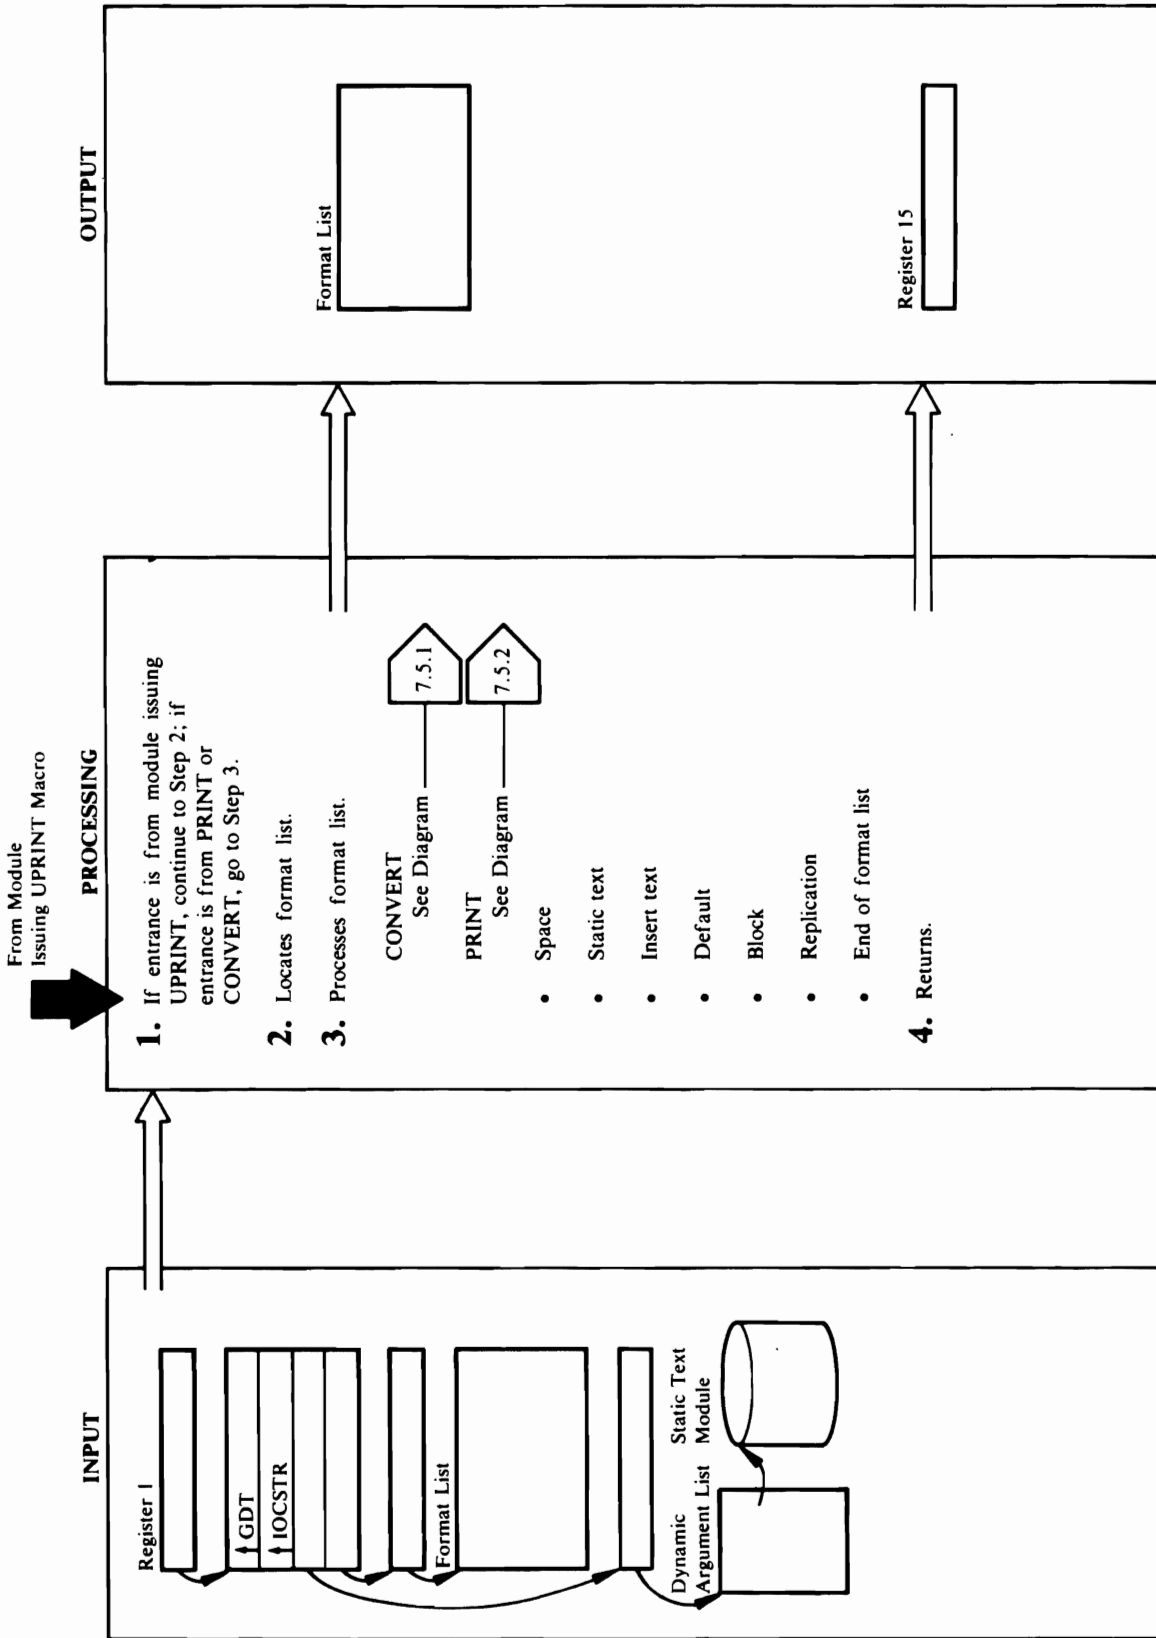 From Module
Issuing UPRINT Macro
INPUT
Register 1
GDT
IOCSTR
Format List
Dynamic
Argument List
Static Text
Module
PROCESSING
1. If entrance is from module issuing
UPRINT, continue to Step 2; if
entrance is from PRINT or
CONVERT, go to Step 3.
2. Locates format list.
3. Processes format list.
CONVERT
See Diagram
7.5.1
PRINT
See Diagram
7.5.2
• Space
• Static text
• Insert text
• Default
• Block
• Replication
• End of format list
4. Returns.
OUTPUT
Format List
Register 15